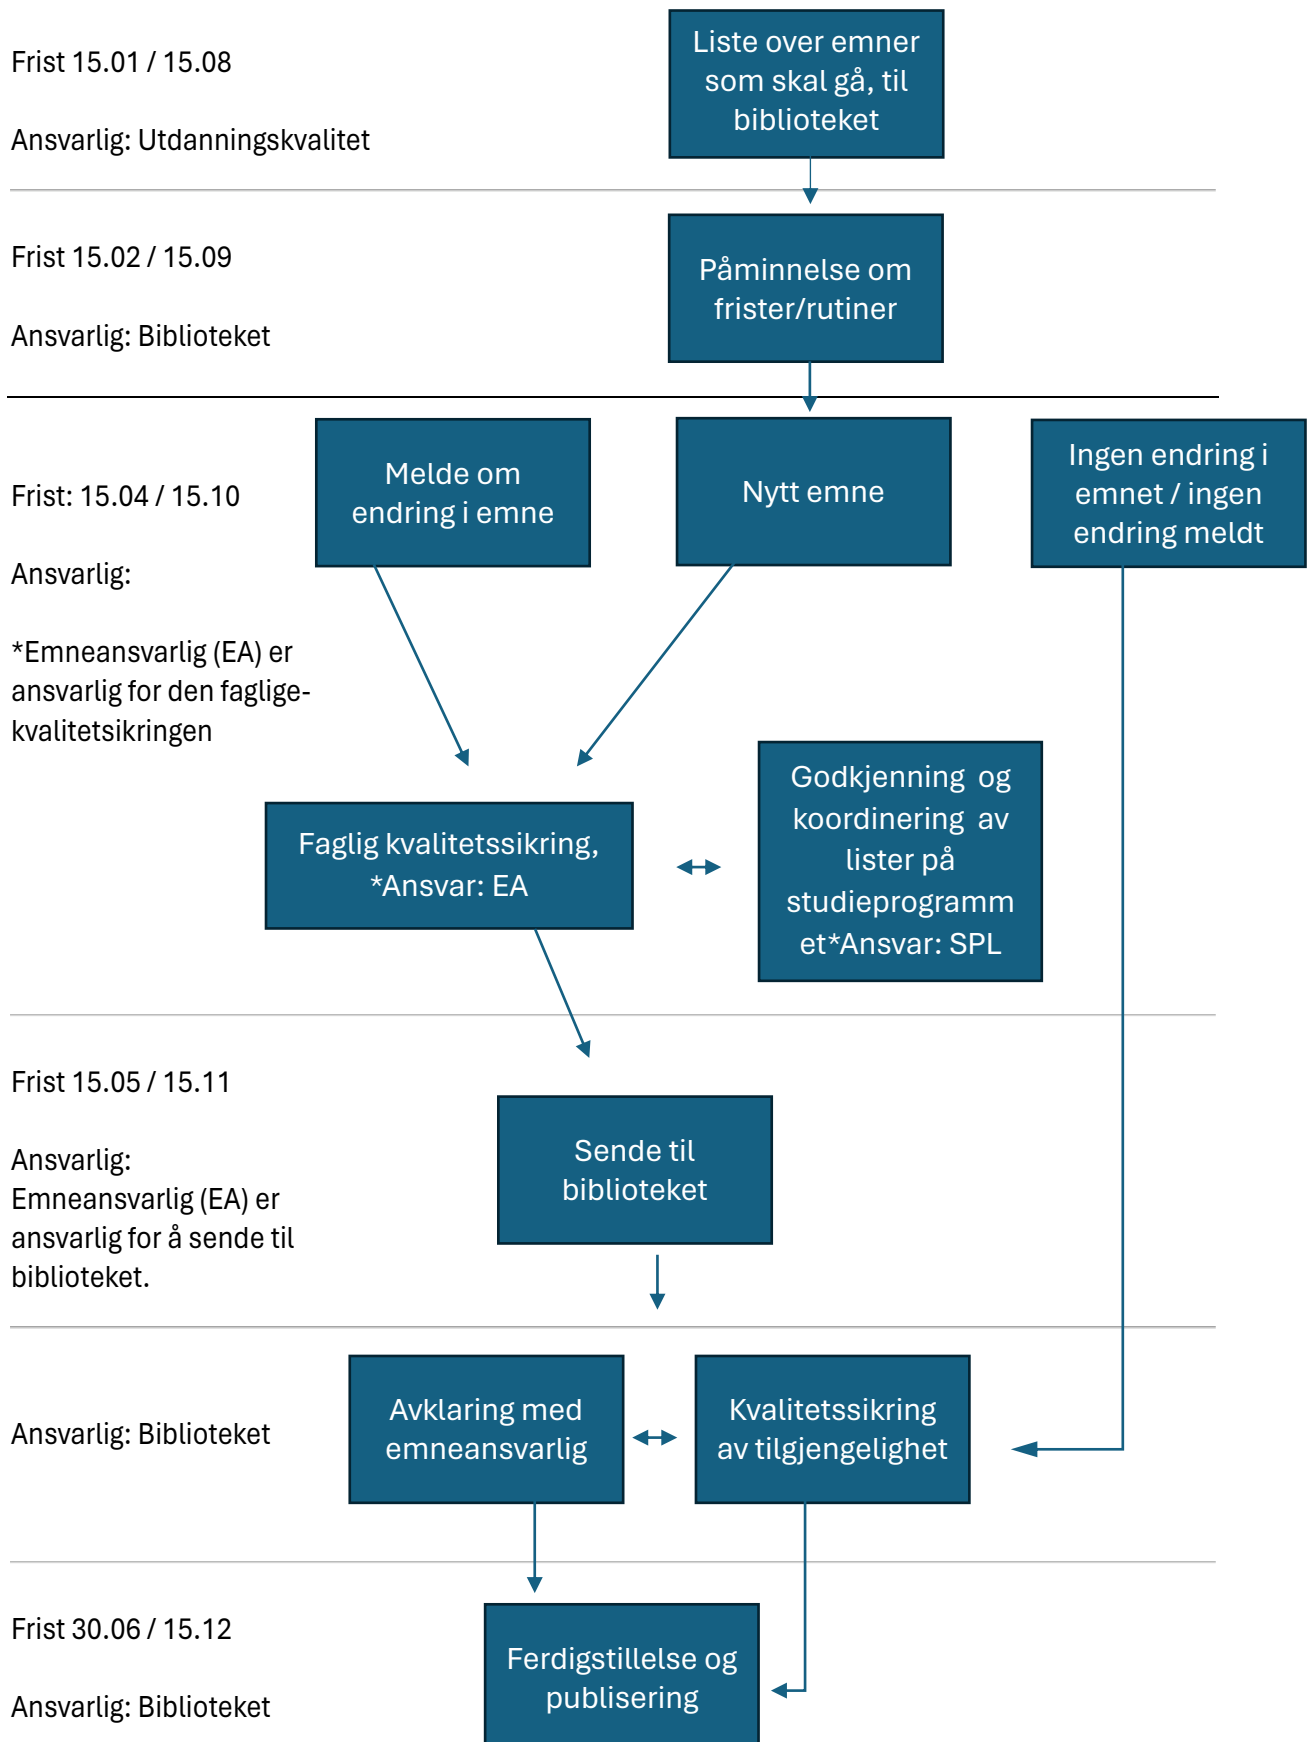 Frist 15.01 / 15.08
Ansvarlig: Utdanningskvalitet
Liste over emner
som skal gå, til
biblioteket
Frist 15.02 / 15.09
Ansvarlig: Biblioteket
Påminnelse om
frister/rutiner
Frist: 15.04 / 15.10
Ansvarlig:
*Emneansvarlig (EA) er
ansvarlig for den faglige-
kvalitetsikringen
Melde om
endring i emne
Nytt emne
Ingen endring i
emnet / ingen
endring meldt
Faglig kvalitetssikring,
*Ansvar: EA
Godkjenning og
koordinering av
lister på
studieprogramm
et*Ansvar: SPL
Frist 15.05 / 15.11
Ansvarlig:
Emneansvarlig (EA) er
ansvarlig for å sende til
biblioteket.
Sende til
biblioteket
Ansvarlig: Biblioteket
Avklaring med
emneansvarlig
Kvalitetssikring
av tilgjengelighet
Frist 30.06 / 15.12
Ansvarlig: Biblioteket
Ferdigstillelse og
publisering